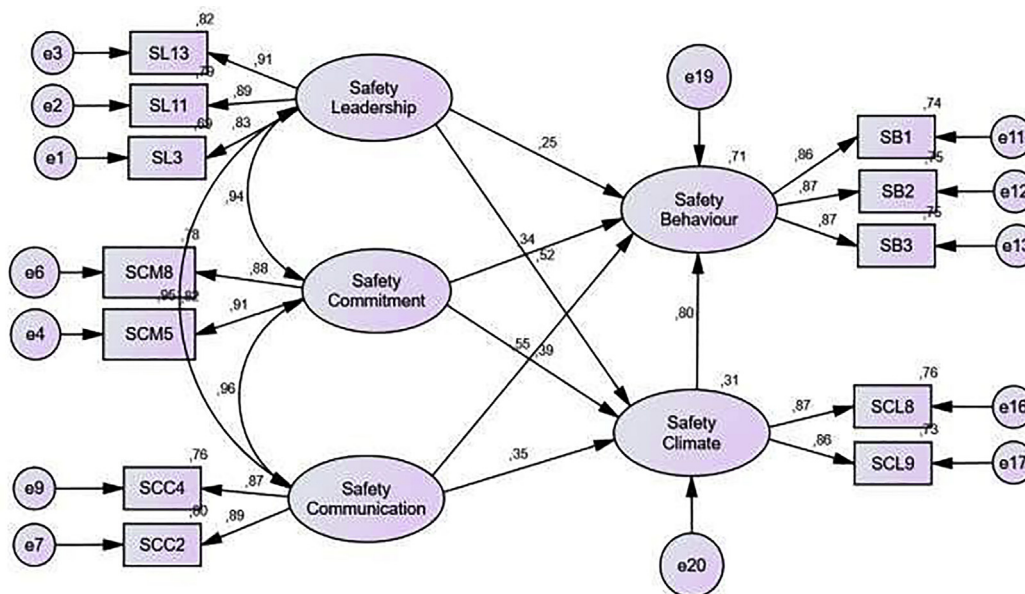 ,82
e3
SL13
,91
,79
e2
SL11
,89
,69
e1
SL3
,83
Safety
Leadership
e19
,25
,71
Safety
Behaviour
,86
,74
SB1
e11
,87
,75
SB2
e12
,87
,75
SB3
e13
,94
,34
,52
,78
e6
SCM8
,88
,95
,82
e4
SCM5
,91
Safety
Commitment
,80
,55
,39
,96
,31
Safety
Climate
,87
,76
SCL8
e16
,86
,73
SCL9
e17
,35
,76
e9
SCC4
,87
,80
e7
SCC2
,89
Safety
Communication
e20